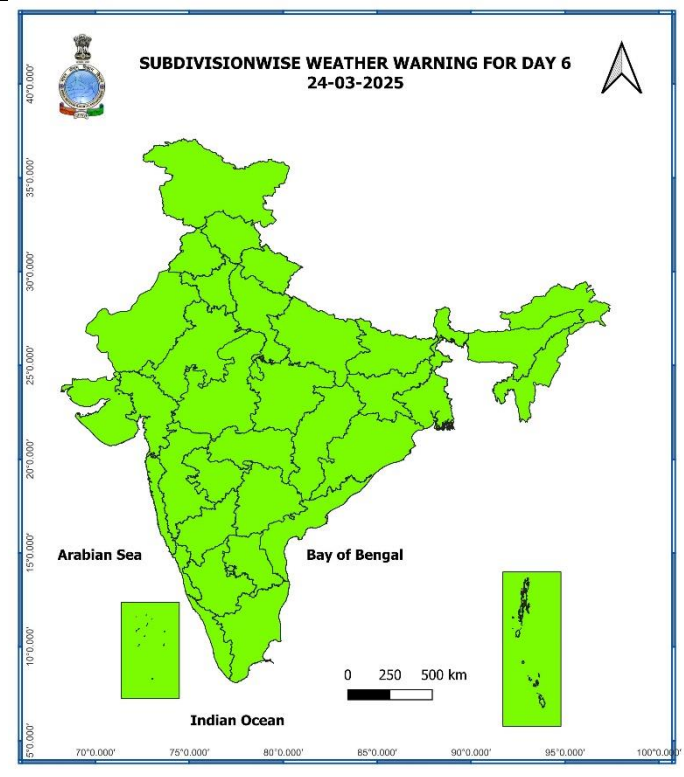 SUBDIVISIONWISE WEATHER WARNING FOR DAY 6
24-03-2025
40°0.000'
35°0.000'
30°0.000'
25°0.000'
20°0.000'
15°0.000'
10°0.000'
5°0.000'
Arabian Sea
Bay of Bengal
0 250 500 km
Indian Ocean
70°0.000' 75°0.000' 80°0.000' 85°0.000' 90°0.000' 95°0.000' 100°0.000'